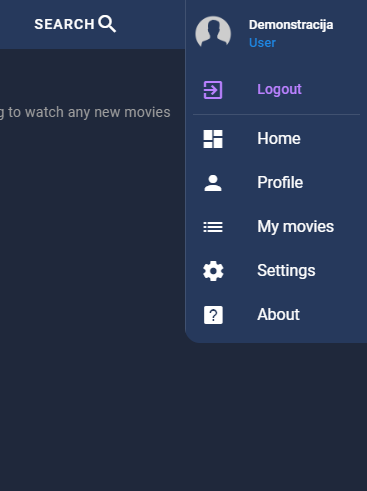 SEARCH
g to watch any new movies
Demonstracija
User
Logout
Home
Profile
My movies
Settings
About